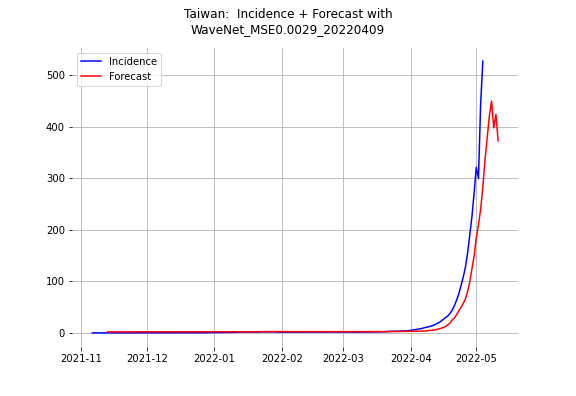 Taiwan:  Incidence + Forecast with
WaveNet_MSE0.0029_20220409
Incidence
Forecast
500
400
300
200
100
0
2021-11 2021-12 2022-01 2022-02 2022-03 2022-04 2022-05